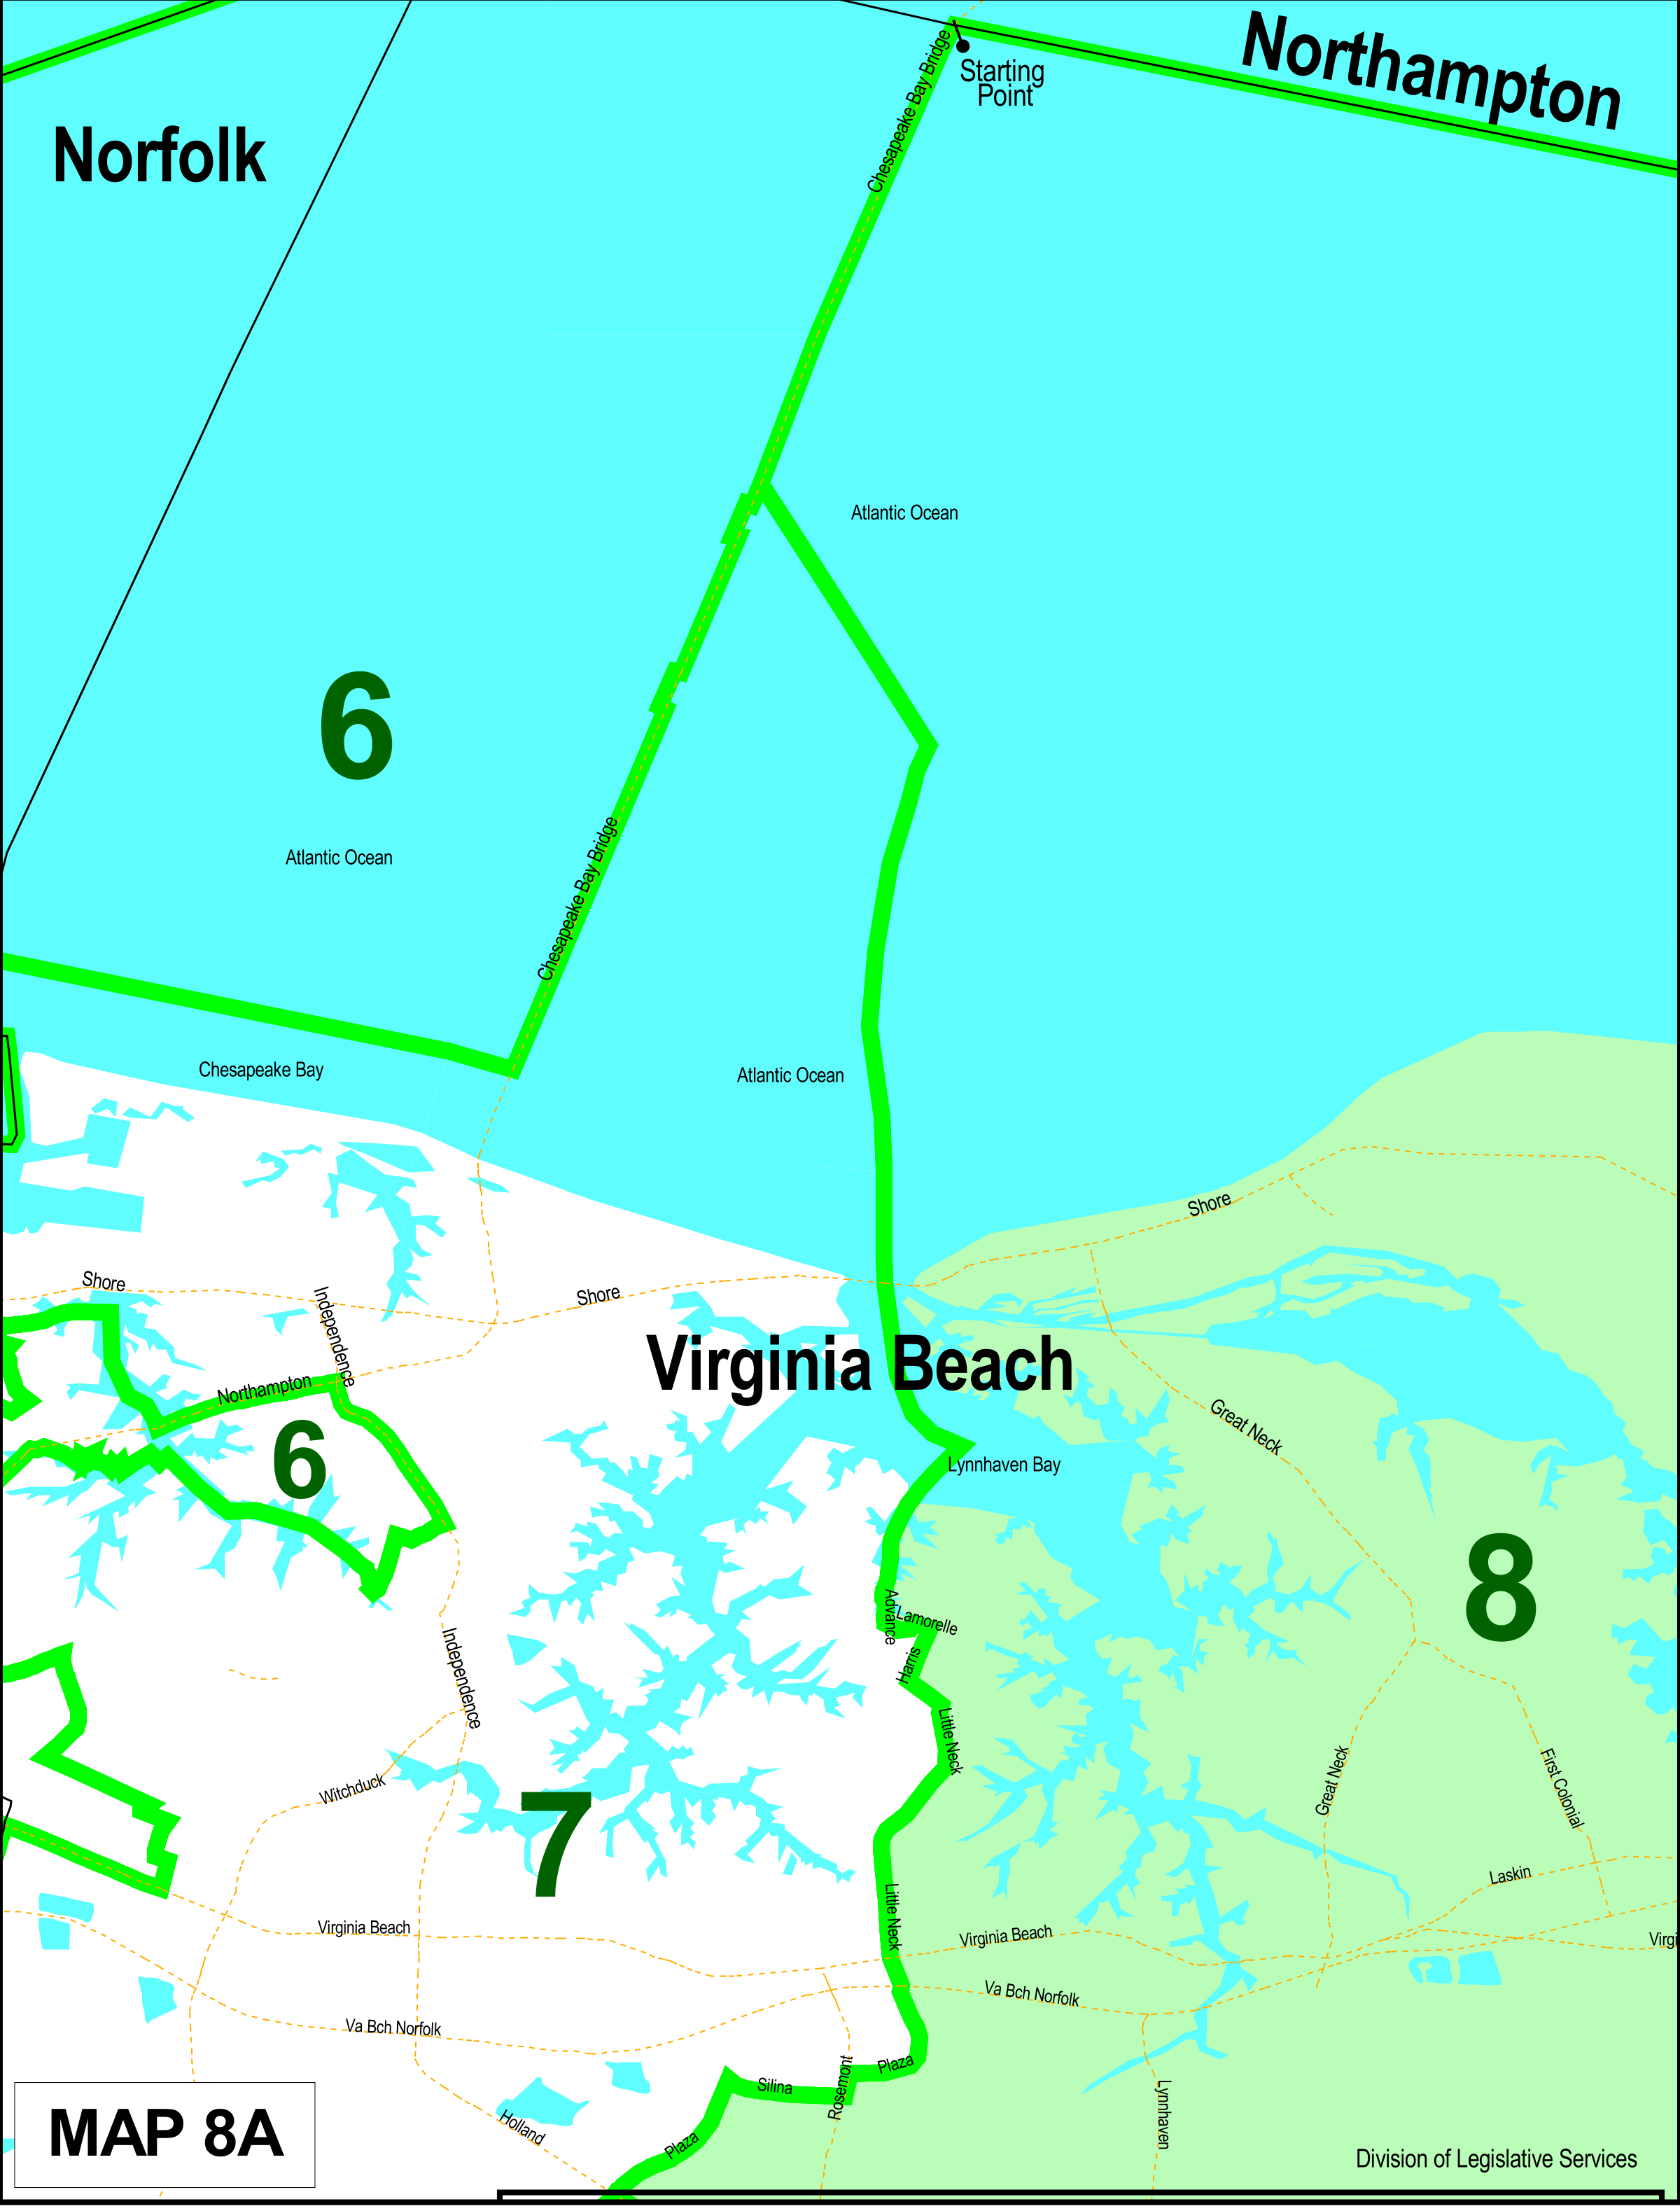 Northampton
Chesapeake Bay Bridge
Starting
Point
Norfolk
Atlantic Ocean
6
Chesapeake Bay Bridge
Atlantic Ocean
Chesapeake Bay
Atlantic Ocean
Shore
Shore
Independence
Shore
Virginia Beach
Northampton
Great Neck
6
Lynnhaven Bay
8
Advance
Lamorelle
Harris
Independence
Little Neck
Witchduck
7
Great Neck
First Colonial
Laskin
Little Neck
Virginia Beach
Virginia Beach
Virgi
Va Bch Norfolk
Va Bch Norfolk
Plaza
Silina
Rosemont
Lynnhaven
Holland
Plaza
MAP 8A
Division of Legislative Services